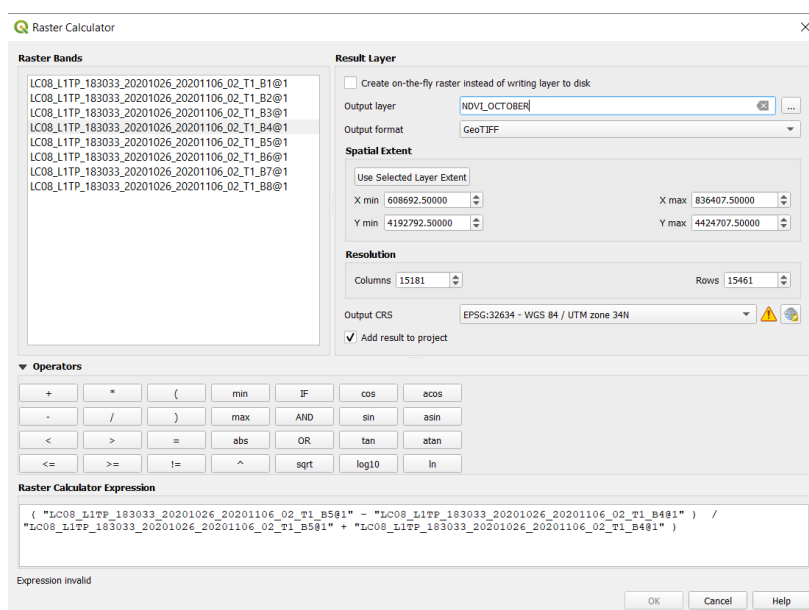 Raster Calculator
Raster Bands
LC08_L1TP_183033_20201026_20201106_02_T1_B1@1
LC08_L1TP_183033_20201026_20201106_02_T1_B2@1
LC08_L1TP_183033_20201026_20201106_02_T1_B3@1
LC08_L1TP_183033_20201026_20201106_02_T1_B4@1
LC08_L1TP_183033_20201026_20201106_02_T1_B5@1
LC08_L1TP_183033_20201026_20201106_02_T1_B6@1
LC08_L1TP_183033_20201026_20201106_02_T1_B7@1
LC08_L1TP_183033_20201026_20201106_02_T1_B8@1
Result Layer
Create on-the-fly raster instead of writing layer to disk
Output layer NDVI_OCTOBER ...
Output format GeoTIFF
Spatial Extent
Use Selected Layer Extent
X min 608692.50000 X max 836407.50000
Y min 4192792.50000 Y max 4424707.50000
Resolution
Columns 15181 Rows 15461
Output CRS EPSG:32634 - WGS 84 / UTM zone 34N
Add result to project
Operators
+ * ( min IF cos acos
- / ) max AND sin asin
< > = abs OR tan atan
<= >= != ^ sqrt log10 ln
Raster Calculator Expression
( "LC08_L1TP_183033_20201026_20201106_02_T1_B5@1" - "LC08_L1TP_183033_20201026_20201106_02_T1_B4@1" ) /
"LC08_L1TP_183033_20201026_20201106_02_T1_B5@1" + "LC08_L1TP_183033_20201026_20201106_02_T1_B4@1" )
Expression invalid
OK Cancel Help